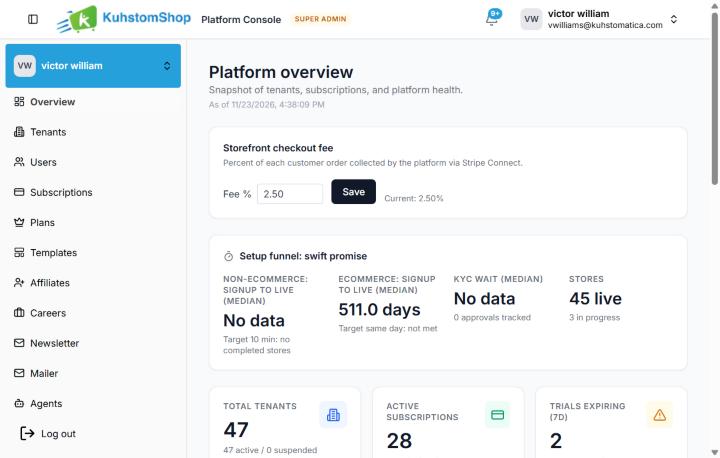 KuhstomShop
Platform Console
SUPER ADMIN
9+
VW
victor william
vwilliams@kuhstomatica.com
VW
victor william
Overview
Tenants
Users
Subscriptions
Plans
Templates
Affiliates
Careers
Newsletter
Mailer
Agents
Log out
Platform overview
Snapshot of tenants, subscriptions, and platform health.
As of 11/23/2026, 4:38:09 PM
Storefront checkout fee
Percent of each customer order collected by the platform via Stripe Connect.
Fee %
2.50
Save
Current: 2.50%
Setup funnel: swift promise
NON-ECOMMERCE:
SIGNUP TO LIVE
(MEDIAN)
No data
Target 10 min: no
completed stores
ECOMMERCE: SIGNUP
TO LIVE (MEDIAN)
511.0 days
Target same day: not met
KYC WAIT (MEDIAN)
No data
0 approvals tracked
STORES
45 live
3 in progress
TOTAL TENANTS
47
47 active / 0 suspended
ACTIVE
SUBSCRIPTIONS
28
TRIALS EXPIRING
(7D)
2